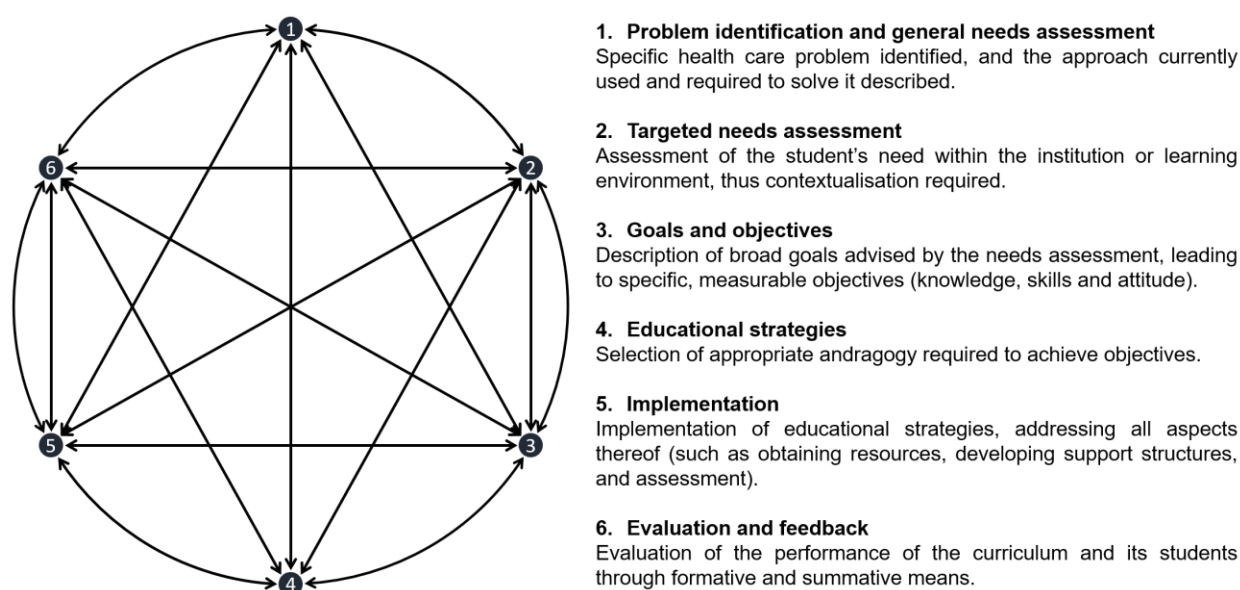 1
2
3
4
5
6
1. Problem identification and general needs assessment
Specific health care problem identified, and the approach currently
used and required to solve it described.
2. Targeted needs assessment
Assessment of the student's need within the institution or learning
environment, thus contextualisation required.
3. Goals and objectives
Description of broad goals advised by the needs assessment, leading
to specific, measurable objectives (knowledge, skills and attitude).
4. Educational strategies
Selection of appropriate andragogy required to achieve objectives.
5. Implementation
Implementation of educational strategies, addressing all aspects
thereof (such as obtaining resources, developing support structures,
and assessment).
6. Evaluation and feedback
Evaluation of the performance of the curriculum and its students
through formative and summative means.